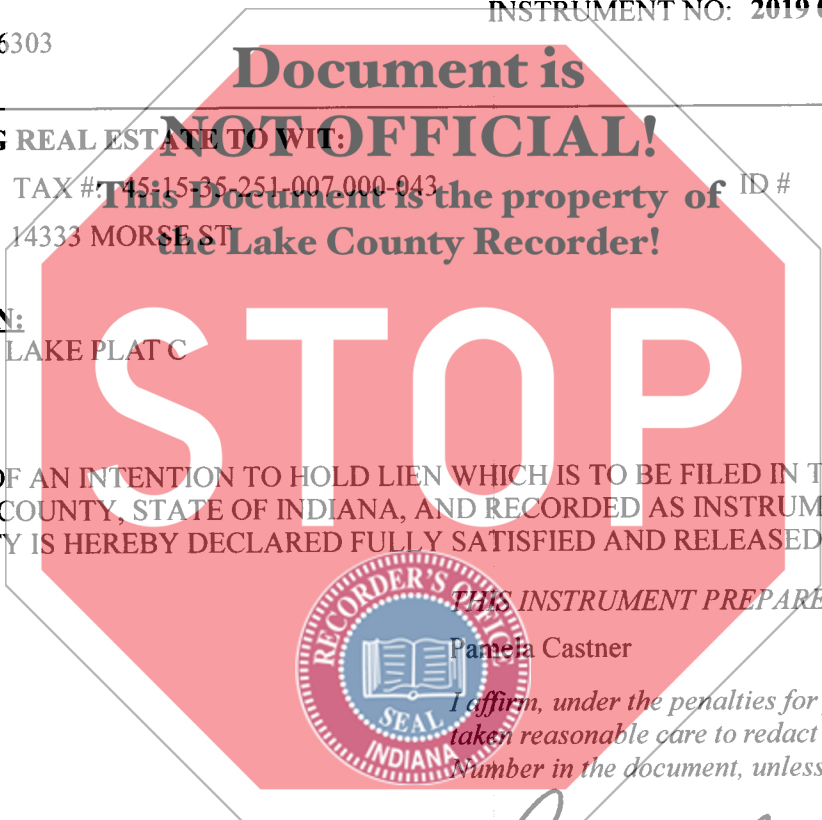 INSTRUMENT NO: 2019 0
6303
Document is
NOT OFFICIAL!
This Document is the property of
the Lake County Recorder!
G REAL ESTATE TO WIT:
TAX #: 45-15-35-251-007.000-043 ID #
14333 MORSE ST
N:
LAKE PLAT C
STOP
OF AN INTENTION TO HOLD LIEN WHICH IS TO BE FILED IN T
COUNTY, STATE OF INDIANA, AND RECORDED AS INSTRUM
Y IS HEREBY DECLARED FULLY SATISFIED AND RELEASED
RECORDER'S OFFICE
SEAL
INDIANA
THIS INSTRUMENT PREPARE
Pamela Castner
I affirm, under the penalties for
taken reasonable care to redact
Number in the document, unless